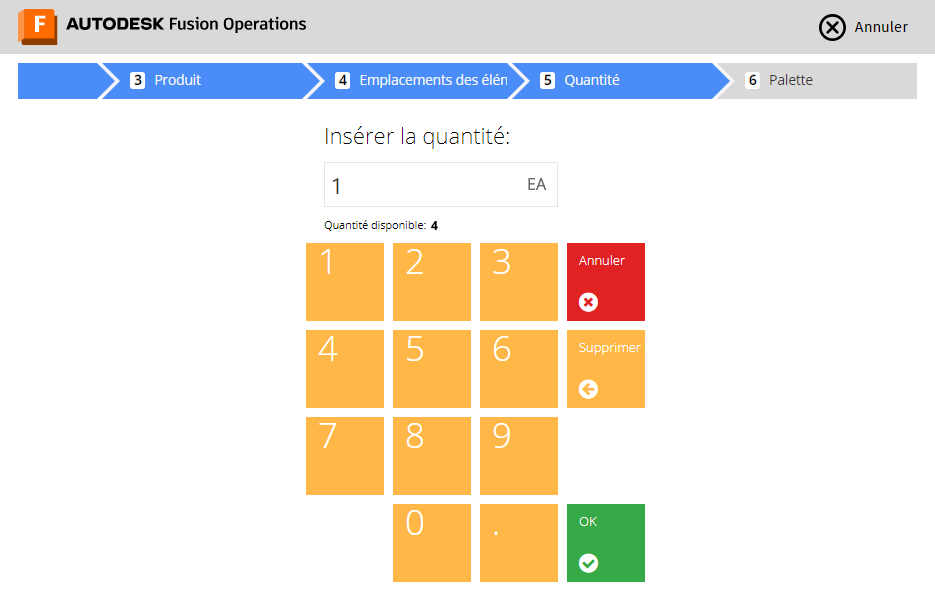 F AUTODESK Fusion Operations
Annuler
3 Produit
4 Emplacements des élén
5 Quantité
6 Palette
Insérer la quantité:
1 EA
Quantité disponible: 4
1 2 3 Annuler
4 5 6 Supprimer
7 8 9
0 . OK